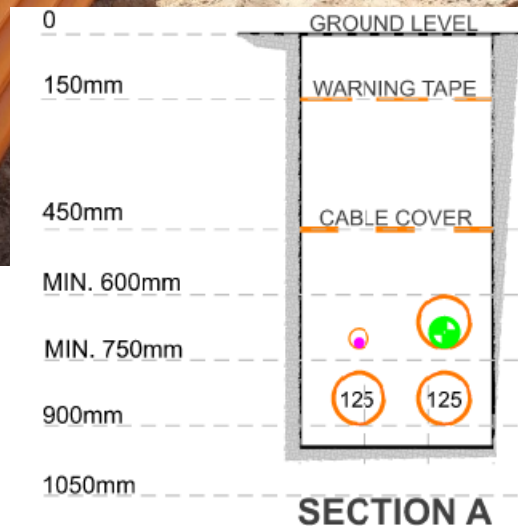 0
GROUND LEVEL
150mm
WARNING TAPE
450mm
CABLE COVER
MIN. 600mm
MIN. 750mm
125 125
900mm
1050mm
SECTION A